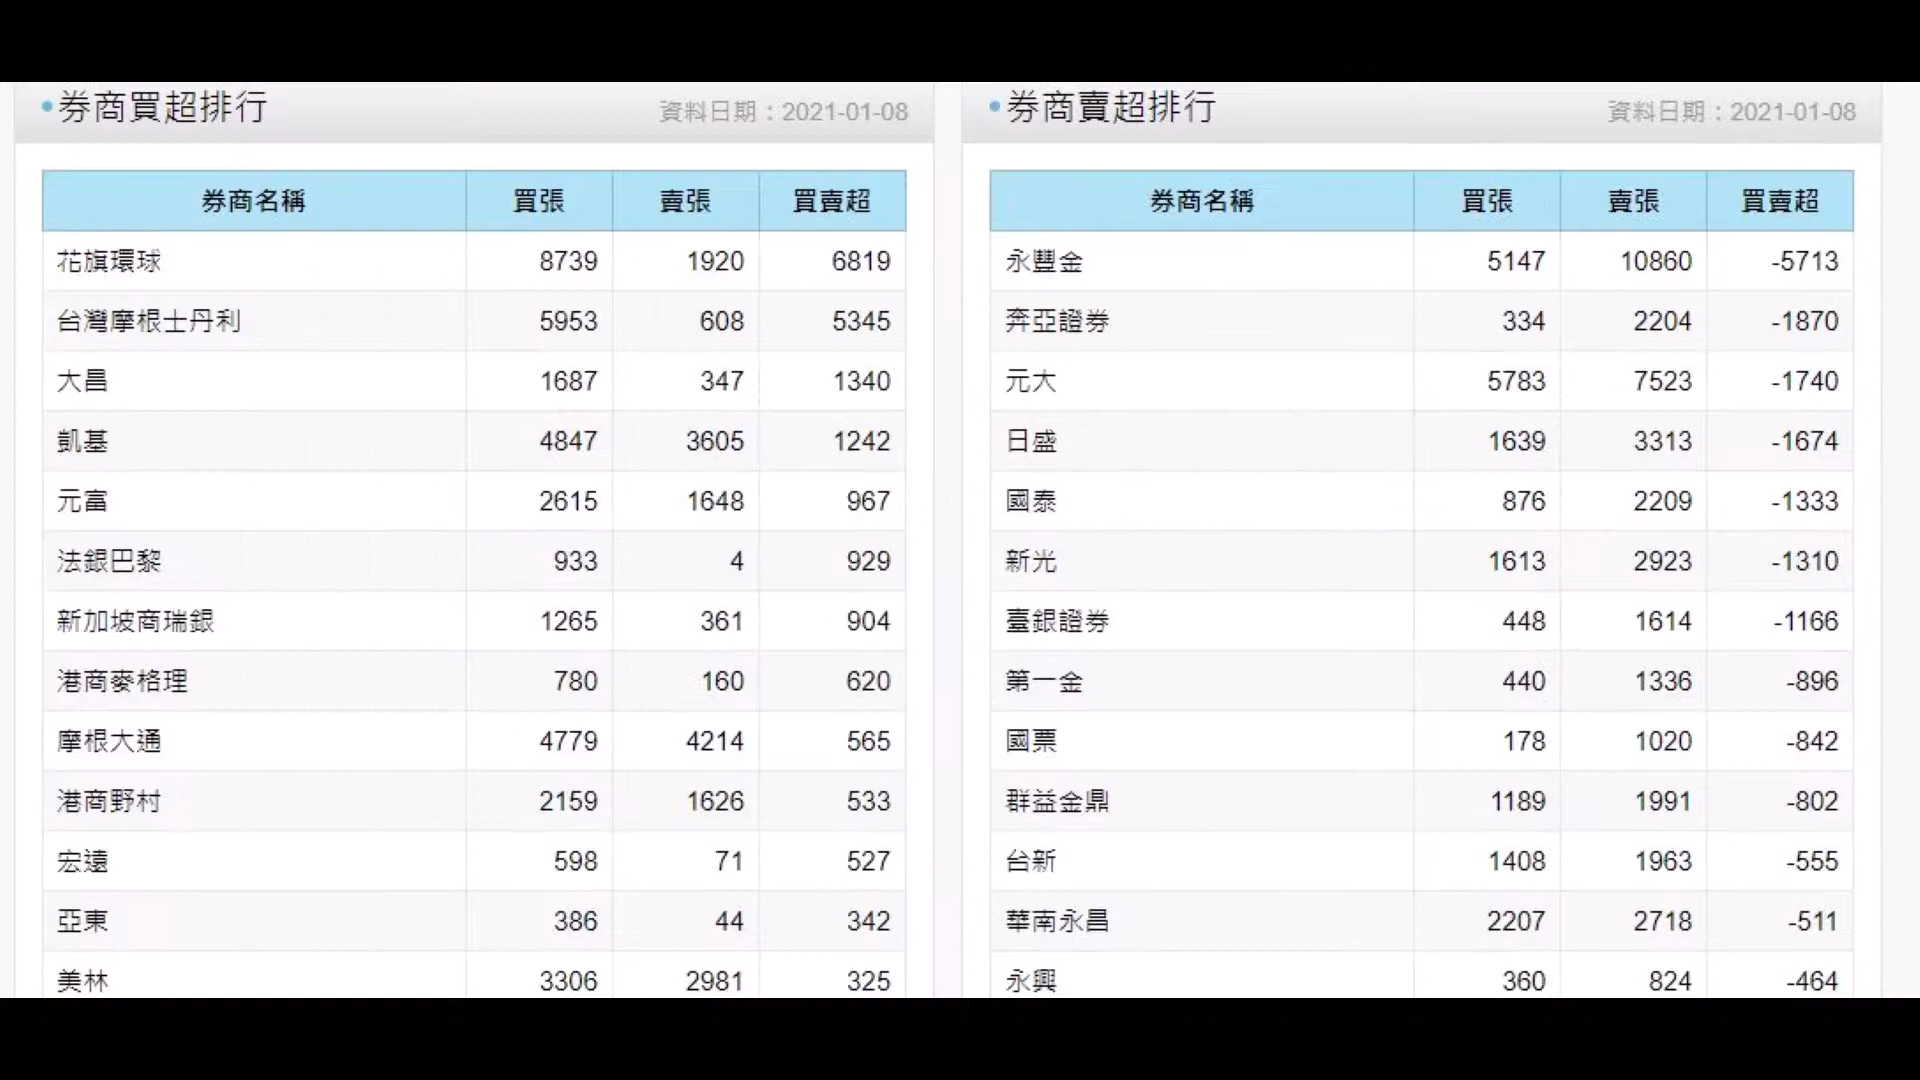 •券商買超排行 資料日期：2021-01-08
券商名稱 買張 賣張 買賣超
花旗環球 8739 1920 6819
台灣摩根士丹利 5953 608 5345
大昌 1687 347 1340
凱基 4847 3605 1242
元富 2615 1648 967
法銀巴黎 933 4 929
新加坡商瑞銀 1265 361 904
港商麥格理 780 160 620
摩根大通 4779 4214 565
港商野村 2159 1626 533
宏遠 598 71 527
亞東 386 44 342
美林 3306 2981 325
•券商賣超排行 資料日期：2021-01-08
券商名稱 買張 賣張 買賣超
永豐金 5147 10860 -5713
奔亞證券 334 2204 -1870
元大 5783 7523 -1740
日盛 1639 3313 -1674
國泰 876 2209 -1333
新光 1613 2923 -1310
臺銀證券 448 1614 -1166
第一金 440 1336 -896
國票 178 1020 -842
群益金鼎 1189 1991 -802
台新 1408 1963 -555
華南永昌 2207 2718 -511
永興 360 824 -464